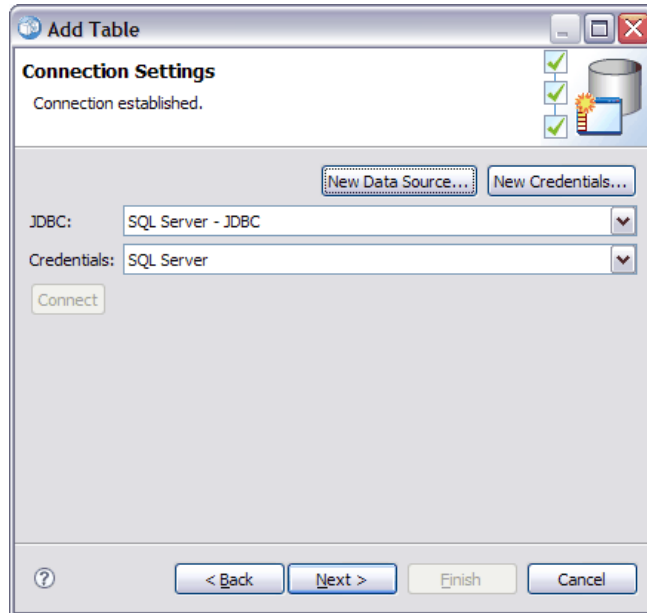 Add Table
Connection Settings
Connection established.
New Data Source... New Credentials...
JDBC: SQL Server - JDBC
Credentials: SQL Server
Connect
? < Back Next > Finish Cancel